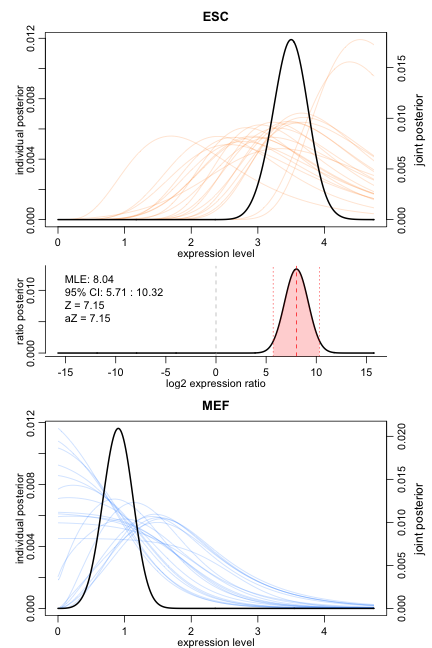 ESC
individual posterior
0.000 0.004 0.008 0.012
joint posterior
0.000 0.005 0.010 0.015
0 1 2 3 4
expression level
ratio posterior
0.000 0.010
MLE: 8.04
95% CI: 5.71 : 10.32
Z = 7.15
aZ = 7.15
-15 -10 -5 0 5 10 15
log2 expression ratio
MEF
individual posterior
0.000 0.004 0.008 0.012
joint posterior
0.000 0.005 0.010 0.015 0.020
0 1 2 3 4
expression level